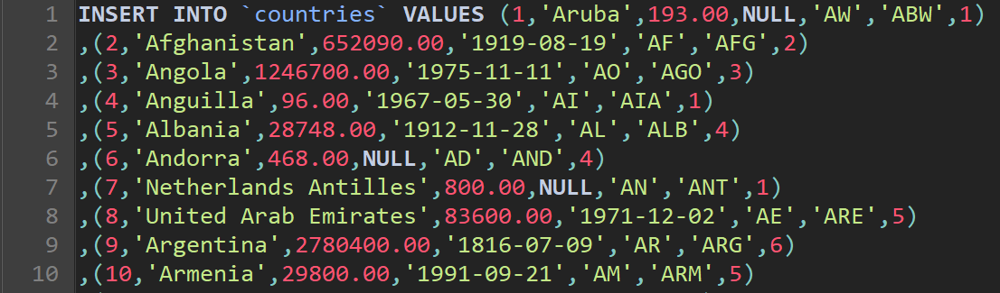 1 INSERT INTO `countries` VALUES (1,'Aruba',193.00,NULL,'AW','ABW',1)
2 ,(2,'Afghanistan',652090.00,'1919-08-19','AF','AFG',2)
3 ,(3,'Angola',1246700.00,'1975-11-11','AO','AGO',3)
4 ,(4,'Anguilla',96.00,'1967-05-30','AI','AIA',1)
5 ,(5,'Albania',28748.00,'1912-11-28','AL','ALB',4)
6 ,(6,'Andorra',468.00,NULL,'AD','AND',4)
7 ,(7,'Netherlands Antilles',800.00,NULL,'AN','ANT',1)
8 ,(8,'United Arab Emirates',83600.00,'1971-12-02','AE','ARE',5)
9 ,(9,'Argentina',2780400.00,'1816-07-09','AR','ARG',6)
10 ,(10,'Armenia',29800.00,'1991-09-21','AM','ARM',5)